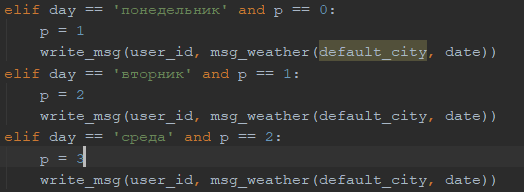 elif day == 'понедельник' and p == 0:
    p = 1
    write_msg(user_id, msg_weather(default_city, date))
elif day == 'вторник' and p == 1:
    p = 2
    write_msg(user_id, msg_weather(default_city, date))
elif day == 'среда' and p == 2:
    p = 3
    write_msg(user_id, msg_weather(default_city, date))